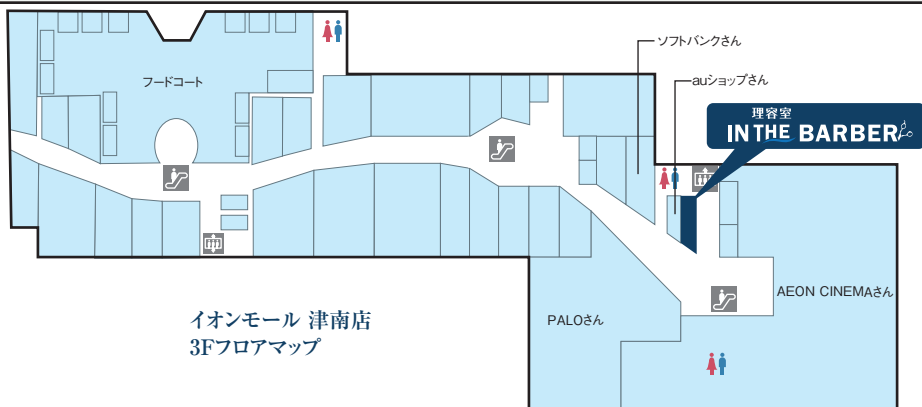 ソフトバンクさん
フードコート
auショップさん
理容室
IN THE BARBER
AEON CINEMAさん
PALOさん
イオンモール 津南店
3Fフロアマップ